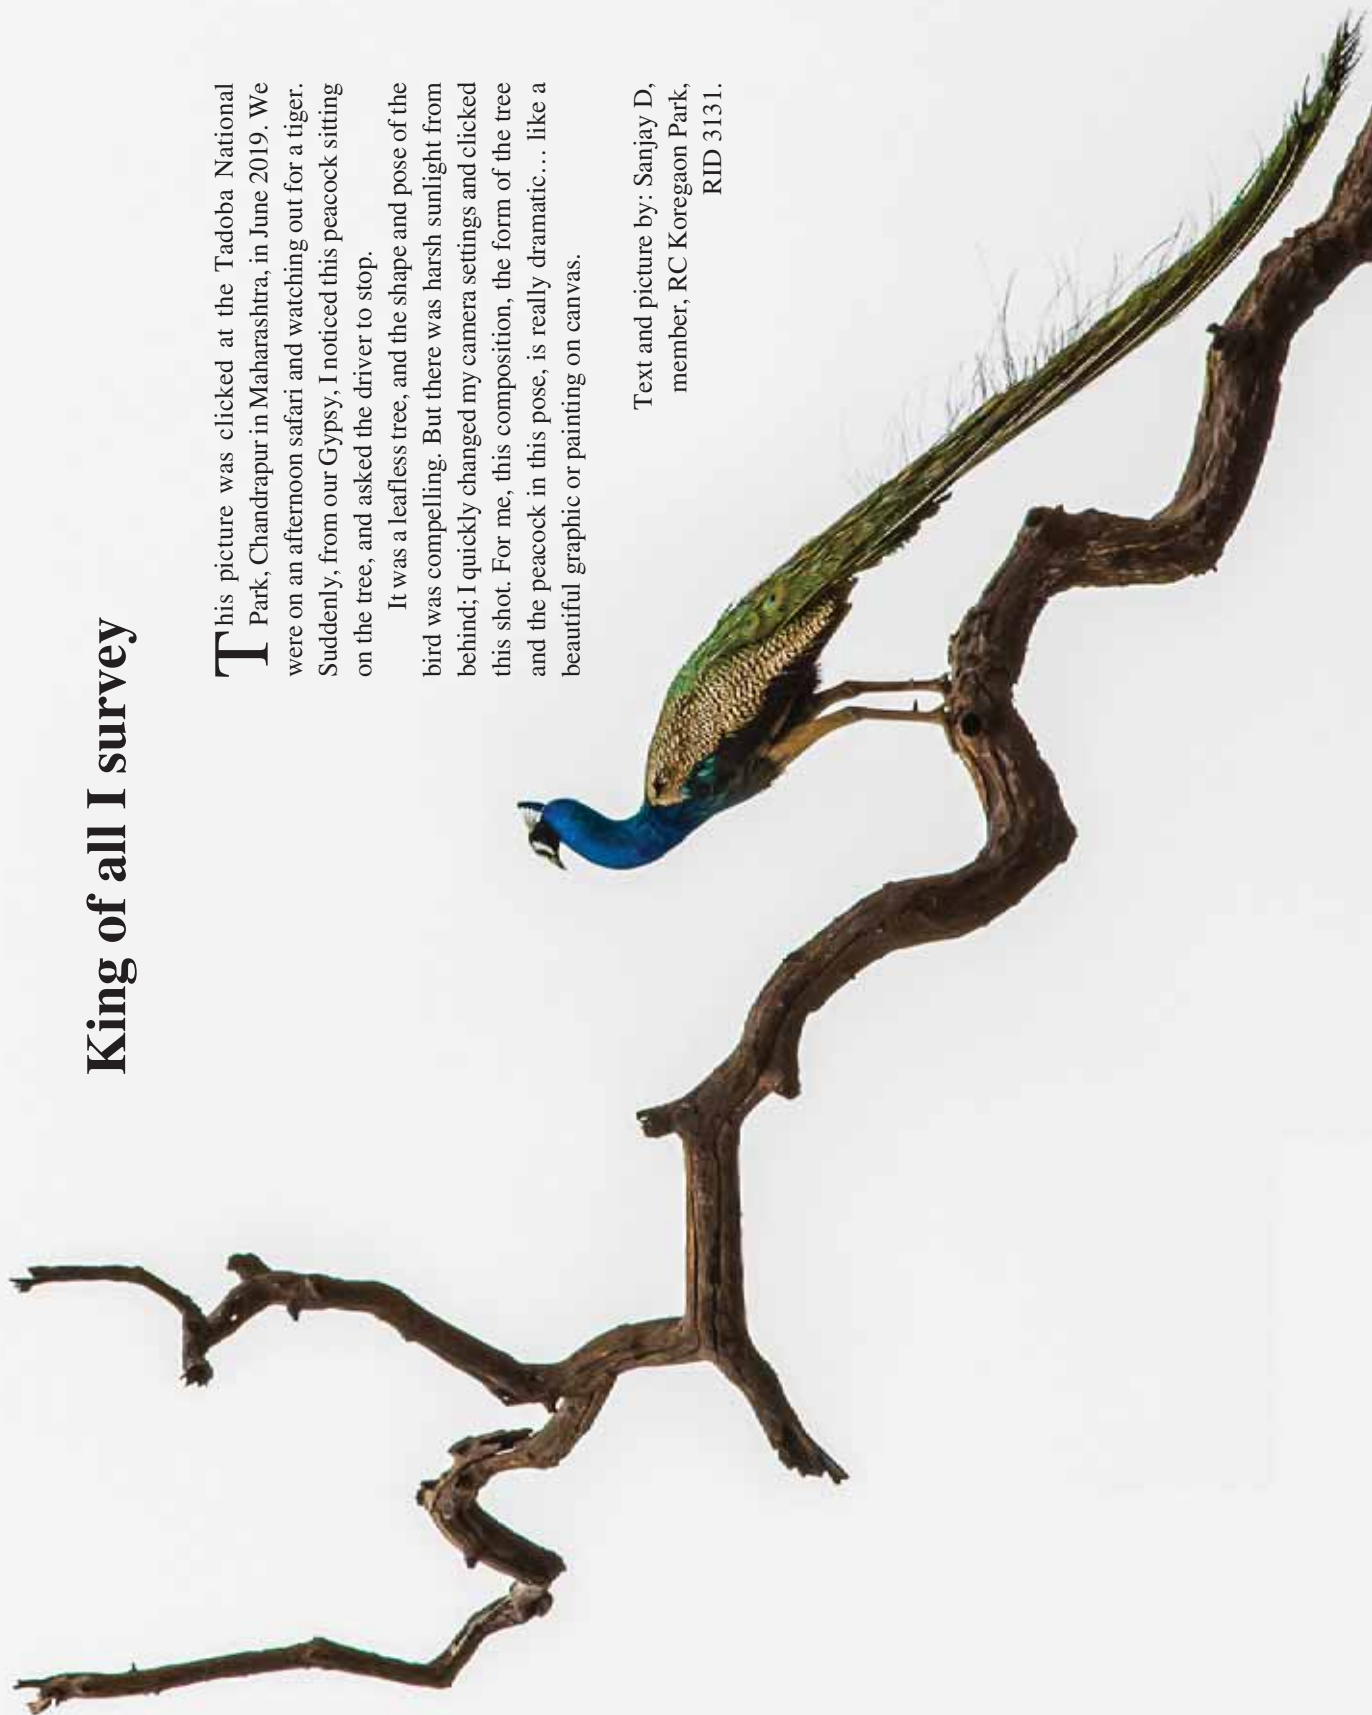 King of all I survey
This picture was clicked at the Tadoba National
Park, Chandrapur in Maharashtra, in June 2019. We
were on an afternoon safari and watching out for a tiger.
Suddenly, from our Gypsy, I noticed this peacock sitting
on the tree, and asked the driver to stop.
It was a leafless tree, and the shape and pose of the
bird was compelling. But there was harsh sunlight from
behind; I quickly changed my camera settings and clicked
this shot. For me, this composition, the form of the tree
and the peacock in this pose, is really dramatic… like a
beautiful graphic or painting on canvas.
Text and picture by: Sanjay D,
member, RC Koregaon Park,
RID 3131.